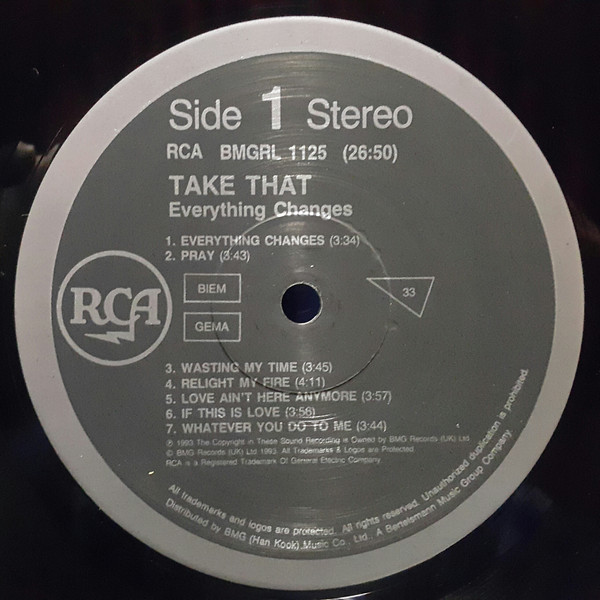 Side 1 Stereo
RCA BMGRL 1125 (26:50)
TAKE THAT
Everything Changes
1. EVERYTHING CHANGES (3:34)
2. PRAY (3:43)
RCA
BIEM
GEMA
33
3. WASTING MY TIME (3:45)
4. RELIGHT MY FIRE (4:11)
5. LOVE AIN'T HERE ANYMORE (3:57)
6. IF THIS IS LOVE (3:56)
7. WHATEVER YOU DO TO ME (3:44)
℗ 1993 The Copyright in These Sound Recording is Owned by BMG Records (UK) Ltd.
© BMG Records (UK) Ltd 1993. All Trademarks & Logos are Protected.
RCA is a Registered Trademark Of General Electric Company.
All trademarks and logos are protected. All rights reserved. Unauthorized duplication is prohibited.
Distributed by BMG (Han Kook) Music Co., Ltd., A Bertelsmann Music Group Company.